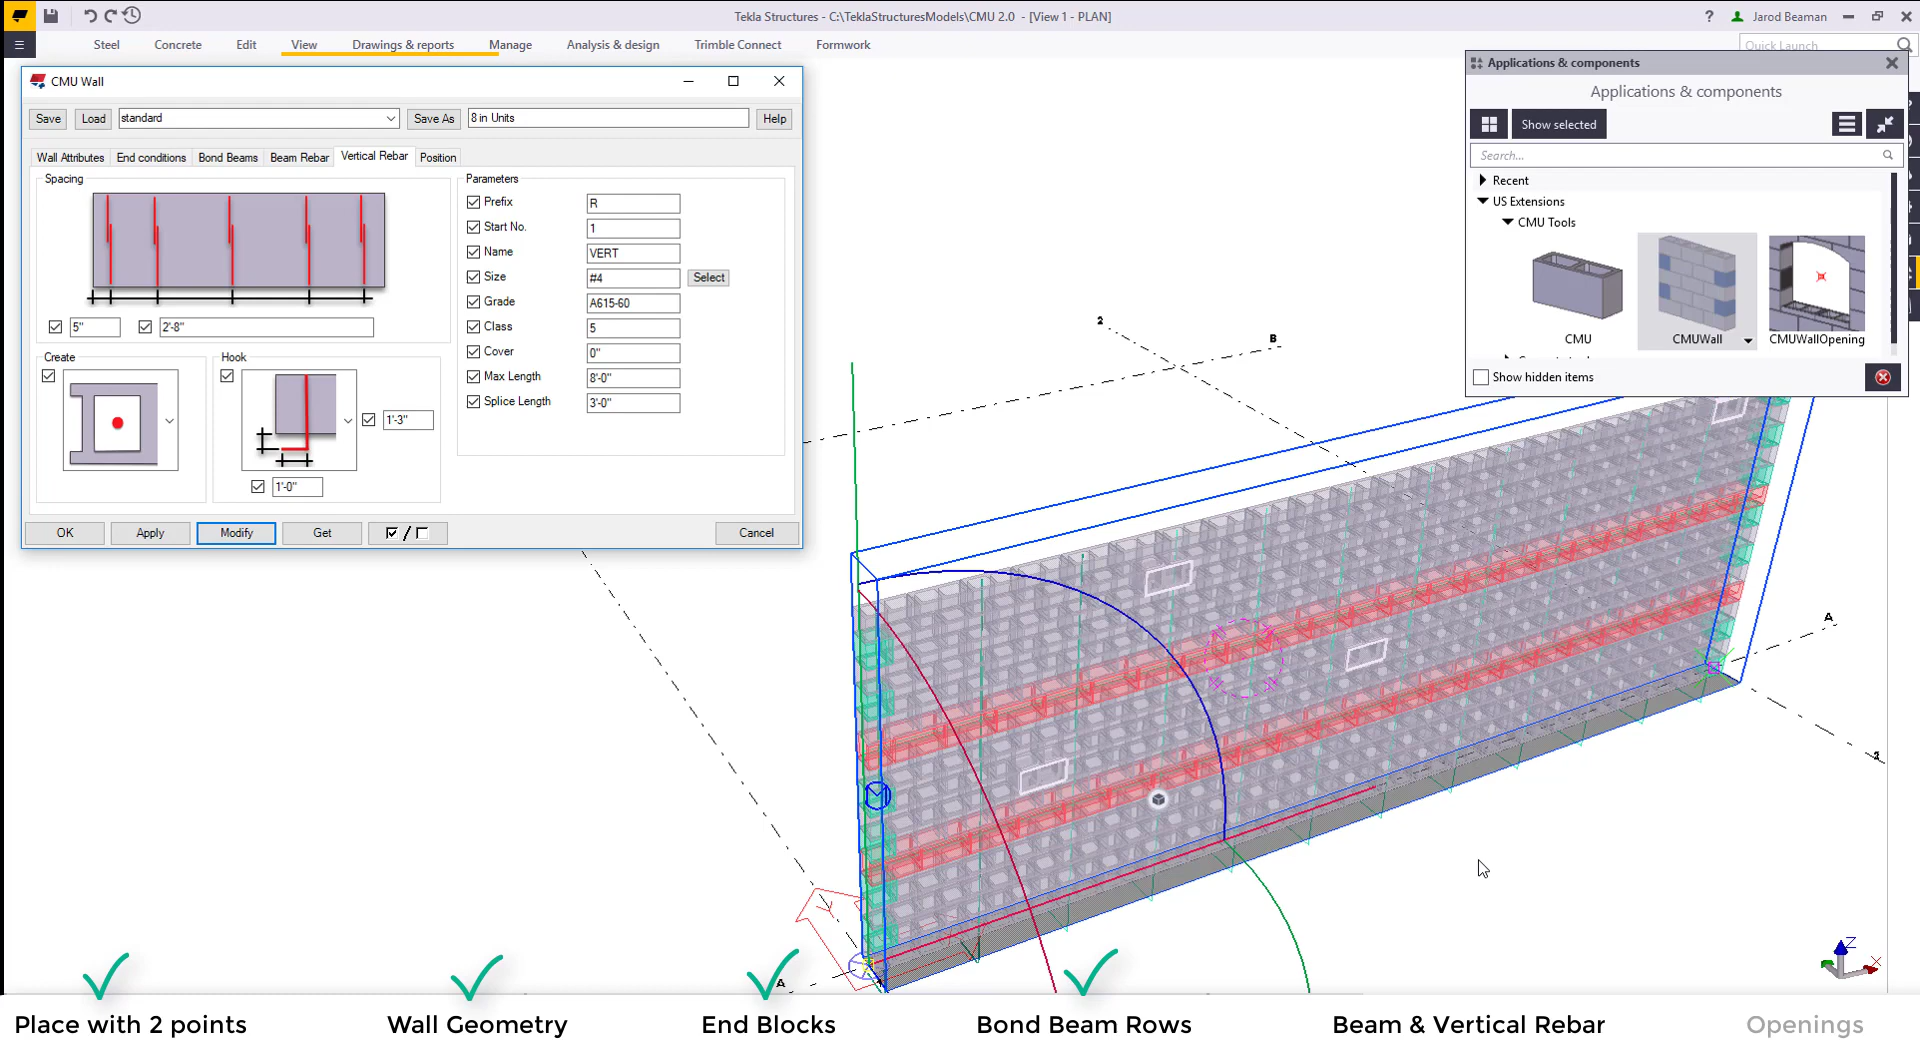 Tekla Structures - C:\TeklaStructuresModels\CMU 2.0 - [View 1 - PLAN]
? Jarod Beaman
Steel Concrete Edit View Drawings & reports Manage Analysis & design Trimble Connect Formwork
Quick Launch
CMU Wall
Save Load standard Save As 8 in Units Help
Wall Attributes End conditions Bond Beams Beam Rebar Vertical Rebar Position
Spacing
5" 2'-8"
Create
Hook
1'-3"
1'-0"
Parameters
Prefix R
Start No. 1
Name VERT
Size #4 Select
Grade A615-60
Class 5
Cover 0"
Max Length 8'-0"
Splice Length 3'-0"
OK Apply Modify Get / Cancel
Applications & components
Applications & components
Show selected
Search...
Recent
US Extensions
CMU Tools
CMU CMUWall CMUWallOpening
Show hidden items
2
B
A
2
A
Z
X
Place with 2 points Wall Geometry End Blocks Bond Beam Rows Beam & Vertical Rebar Openings